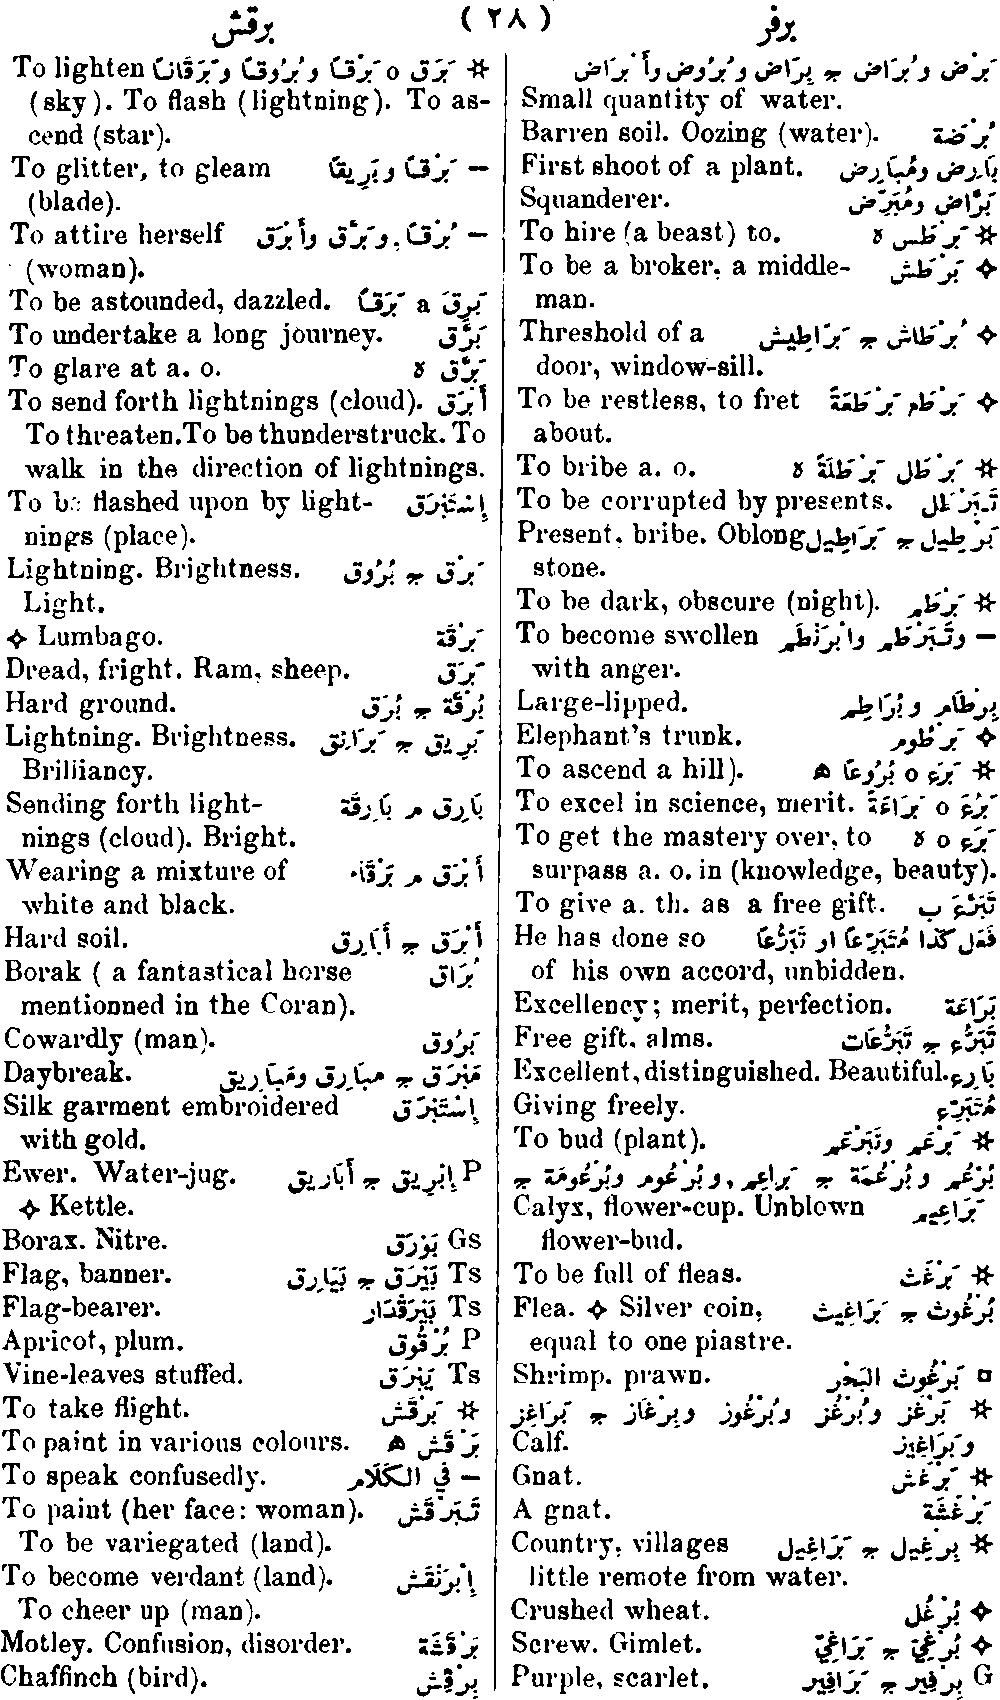 برقش ( ٢٨ ) برفر
بَرْض وبُرَاض ج بِرَاض وبُرُوض وأَبْرَاض
Small quantity of water.
Barren soil. Oozing (water). بُرْضَة
First shoot of a plant. بَارِض ومُبَارِض
Squanderer. بَرَّاض ومُبَرِّض
To hire (a beast) to. ✲ بَرْطَس ه
To be a broker, a middle- ✧ بَرْطَش
man.
Threshold of a ✧ بُرْطَاش ج بَرَاطِيش
door, window-sill.
To be restless, to fret ✧ بَرْطَم بَرْطَعَة
about.
To bribe a. o. ✲ بَرْطَل بَرْطَلَةً ه
To be corrupted by presents. تَبَرْطَل
Present, bribe. Oblong بِرْطِيل ج بَرَاطِيل
stone.
To be dark, obscure (night). ✲ بَرْطَم
To become swollen — وتَبَرْطَم وابْرَنْطَم
with anger.
Large-lipped. بِرْطَام وبُرَاطِم
Elephant's trunk. ✧ بَرْطُوم
To ascend a hill). ✲ بَرَع o بُرُوعًا ه
To excel in science, merit. بَرُعَ o بَرَاعَةً
To get the mastery over, to بَرَع o ه
surpass a. o. in (knowledge, beauty).
To give a. th. as a free gift. تَبَرَّعَ ب
He has done so فَعَل كَذا مُتَبَرِّعًا او تَبَرُّعًا
of his own accord, unbidden.
Excellency; merit, perfection. بَرَاعَة
Free gift. alms. تَبَرُّع ج تَبَرُّعَات
Excellent, distinguished. Beautiful. بَارِع
Giving freely. مُتَبَرِّع
To bud (plant). ✲ بَرْعَم وتَبَرْعَم
بُرْعُم وبُرْعُمَة ج بَرَاعِم, وبُرْعُوم وبُرْعُومَة ج
Calyx, flower-cup. Unblown بَرَاعِيم
flower-bud.
To be full of fleas. ✲ بَرْغَث
Flea. ✧ Silver coin, بُرْغُوث ج بَرَاغِيث
equal to one piastre.
Shrimp. prawn. ◘ بَرْغُوث البَحْر
✲ بَرْغَز وبُرْغُز وبُرْغُوز وبِرْغَاز ج بَرَاغِز
Calf. وبَرَاغِيز
Gnat. ✲ بَرْغَش
A gnat. بَرْغَشَة
Country, villages ✲ بِرْغِيل ج بَرَاغِيل
little remote from water.
Crushed wheat. ✧ بُرْغُل
Screw. Gimlet. ✧ بُرْغِيّ ج بَرَاغِيّ
Purple, scarlet. G بِرْفِير ج بَرَافِير
To lighten ✲ بَرَق o بَرْقًا وبُرُوقًا وبَرَقَانًا
(sky). To flash (lightning). To as-
cend (star).
To glitter, to gleam — بَرْقًا وبَرِيقًا
(blade).
To attire herself — بُرْقًا, وبَرَّق وأَبْرَق
(woman).
To be astounded, dazzled. بَرِقَ a بَرَقًا
To undertake a long journey. بَرَّق
To glare at a. o. بَرَّق ه
To send forth lightnings (cloud). أَبْرَق
To threaten. To be thunderstruck. To
walk in the direction of lightnings.
To be flashed upon by light- إِسْتَبْرَق
nings (place).
Lightning. Brightness. بَرْق ج بُرُوق
Light.
✧ Lumbago. بَرْقَة
Dread, fright. Ram, sheep. بَرَق
Hard ground. بُرْقَة ج بُرَق
Lightning. Brightness. بَرِيق ج بَرَائِق
Brilliancy.
Sending forth light- بَارِق م بَارِقَة
nings (cloud). Bright.
Wearing a mixture of أَبْرَق م بَرْقَاء
white and black.
Hard soil. أَبْرَق ج أَبَارِق
Borak ( a fantastical horse بُرَاق
mentionned in the Coran).
Cowardly (man). بَرُوق
Daybreak. مَبْرَق ج مبَارِق ومَبَارِيق
Silk garment embroidered إِسْتَبْرَق
with gold.
Ewer. Water-jug. P إِبْرِيق ج أَبَارِيق
✧ Kettle.
Borax. Nitre. Gs بَوْرَق
Flag, banner. Ts بَيْرَق ج بَيَارِق
Flag-bearer. Ts بَيْرَقْدَار
Apricot, plum. P بُرْقُوق
Vine-leaves stuffed. Ts يَبْرَق
To take flight. ✲ بَرْقَش
To paint in various colours. بَرْقَش ه
To speak confusedly. — في الكَلَام
To paint (her face: woman). تَبَرْقَش
To be variegated (land).
To become verdant (land). إِبْرَنْقَش
To cheer up (man).
Motley. Confusion, disorder. بَرْقَشَة
Chaffinch (bird). بِرْقِش